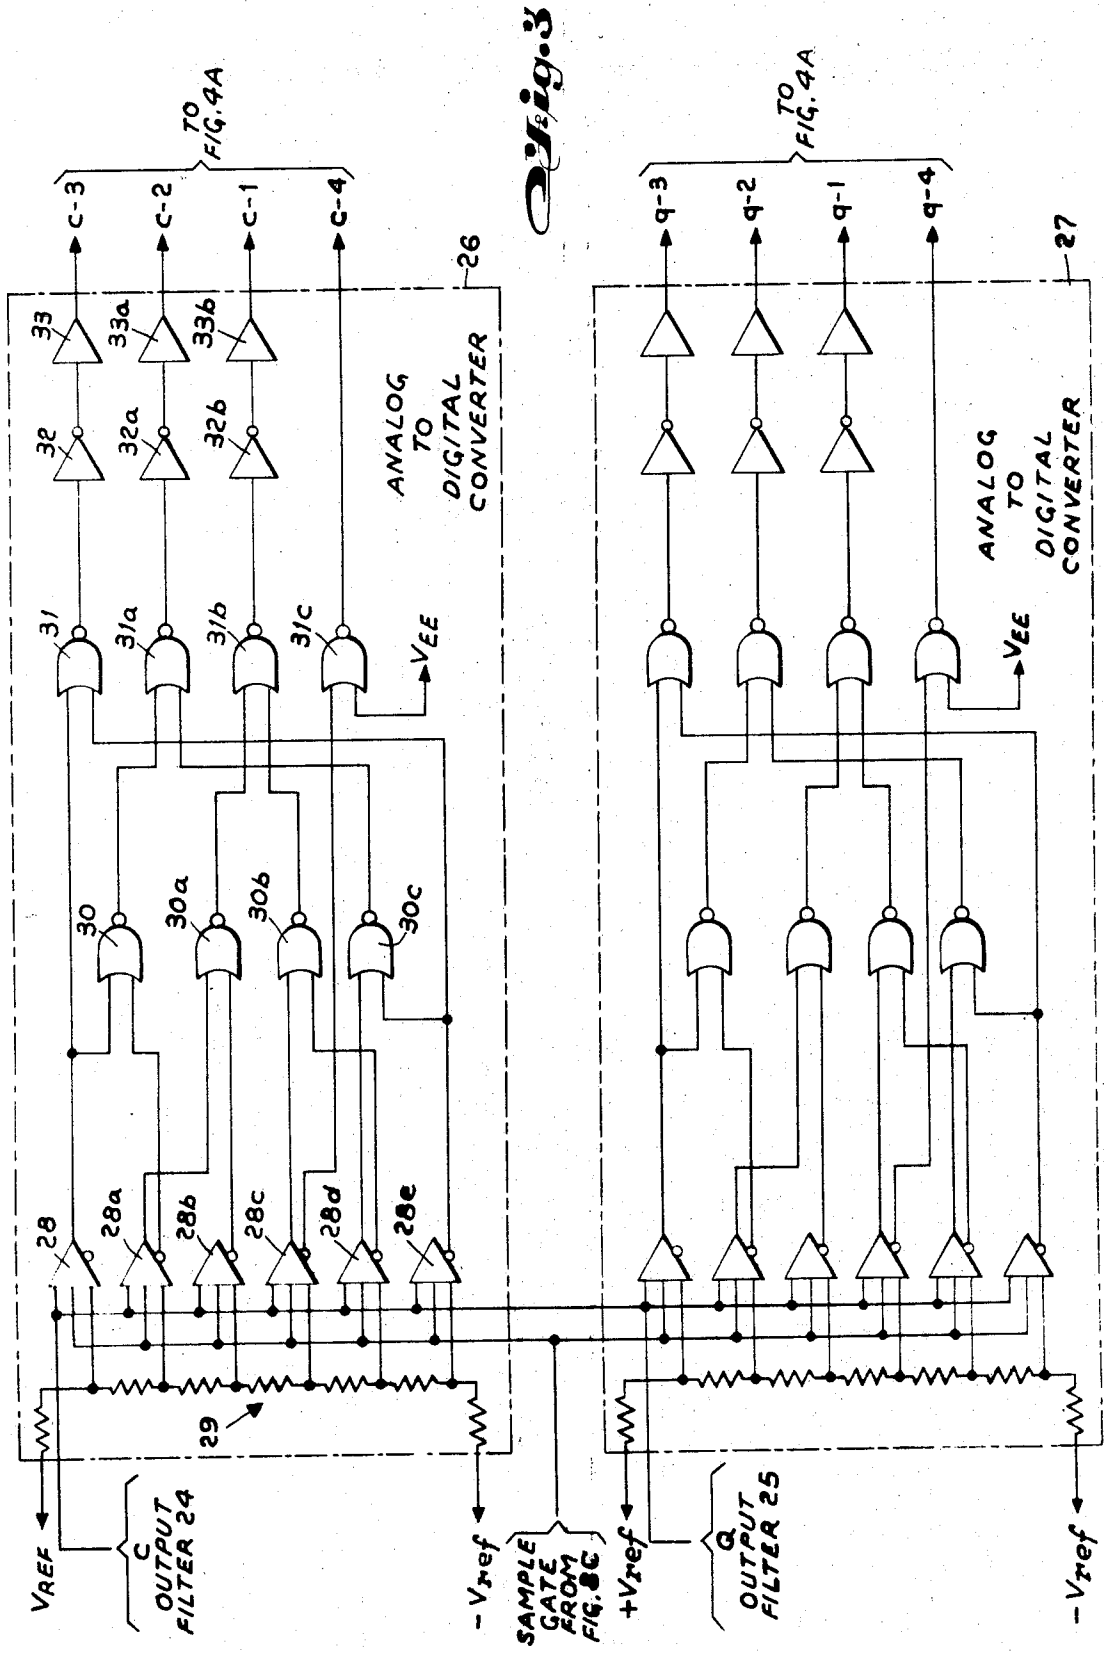 Fig. 3
VREF
C
OUTPUT
FILTER 24
-Vref
29
28
28a
28b
28c
28d
28e
30
30a
30b
30c
31
31a
31b
31c
VEE
32
32a
32b
33
33a
33b
ANALOG
TO
DIGITAL
CONVERTER
26
c-3
c-2
c-1
c-4
TO
FIG. 4A
SAMPLE
GATE
FROM
FIG.
+Vref
Q
OUTPUT
FILTER 25
-Vref
VEE
ANALOG
TO
DIGITAL
CONVERTER
27
q-3
q-2
q-1
q-4
TO
FIG. 4A